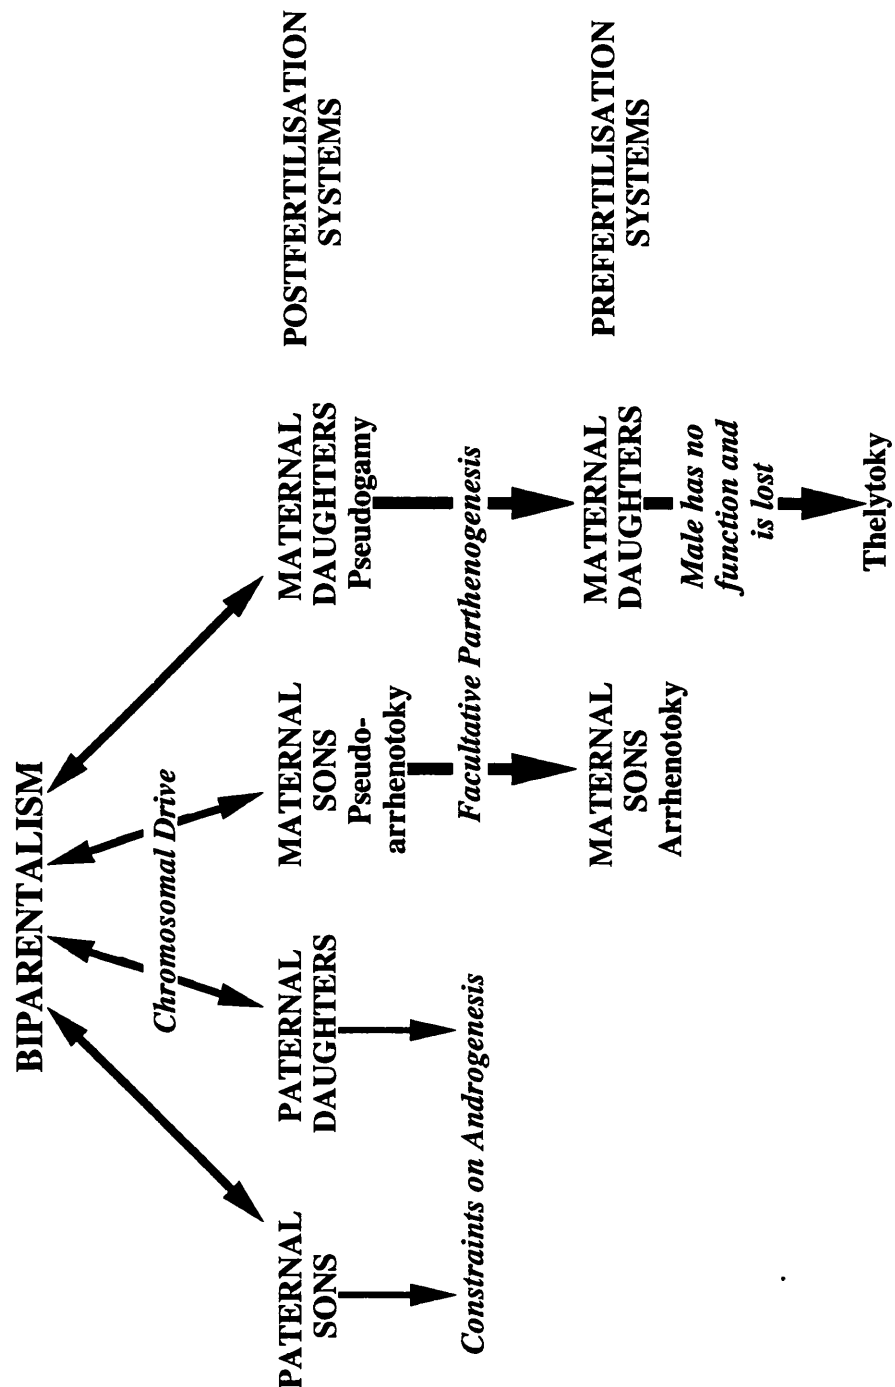 BIPARENTALISM
Chromosomal Drive
PATERNAL
SONS
PATERNAL
DAUGHTERS
MATERNAL
SONS
Pseudo-
arrhenotoky
MATERNAL
DAUGHTERS
Pseudogamy
POSTFERTILISATION
SYSTEMS
Constraints on Androgenesis
Facultative Parthenogenesis
MATERNAL
SONS
Arrhenotoky
MATERNAL
DAUGHTERS
Male has no
function and
is lost
Thelytoky
PREFERTILISATION
SYSTEMS